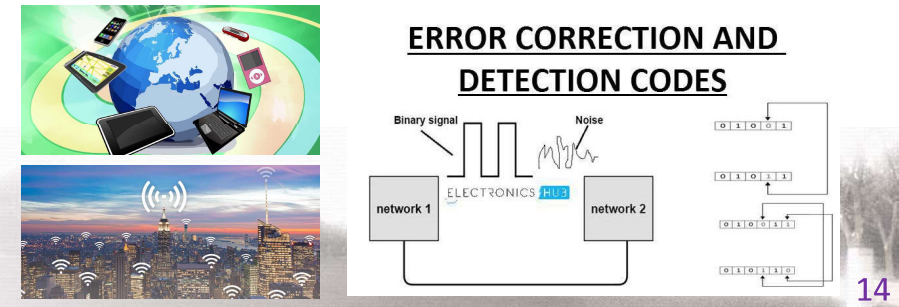 ERROR CORRECTION AND
DETECTION CODES
Binary signal
Noise
ELECTRONICS HUB
network 1
network 2
0 1 0 0 1
0 1 0 1 1
0 1 0 0 1 1
0 1 0 1 1 0
14